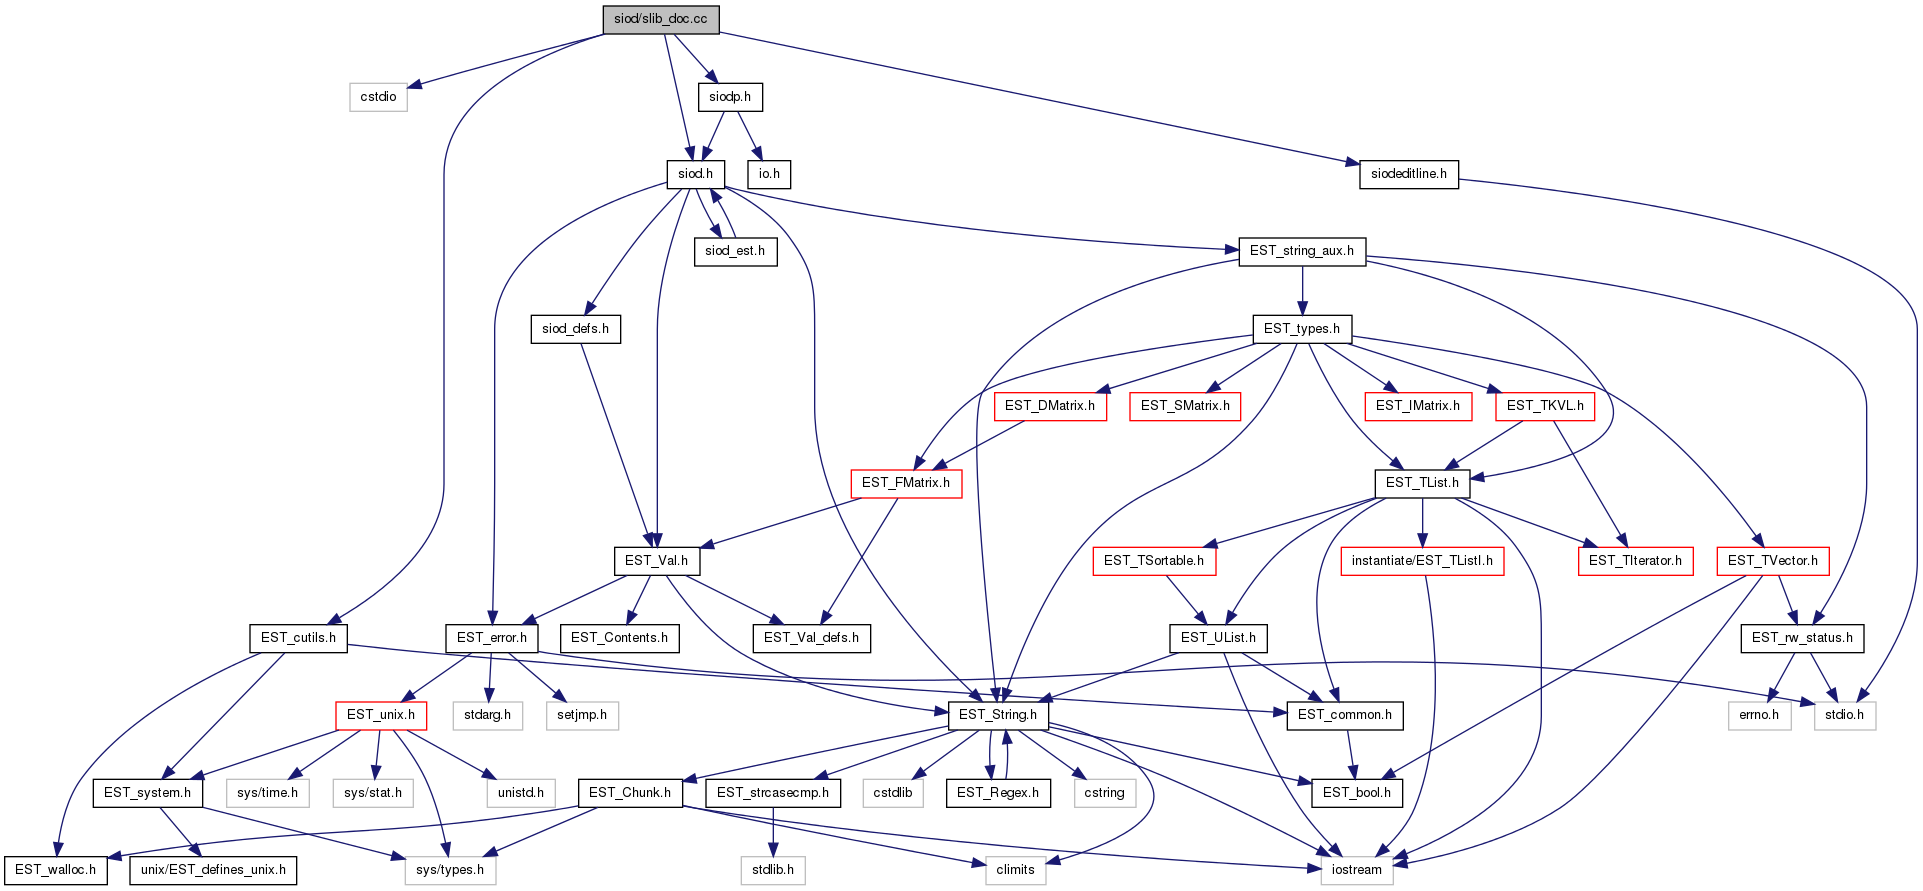 siod/slib_doc.cc
cstdio
siodp.h
siod.h
io.h
siodeditline.h
siod_est.h
EST_string_aux.h
siod_defs.h
EST_types.h
EST_DMatrix.h
EST_SMatrix.h
EST_IMatrix.h
EST_TKVL.h
EST_FMatrix.h
EST_TList.h
EST_Val.h
EST_TSortable.h
instantiate/EST_TListI.h
EST_TIterator.h
EST_TVector.h
EST_cutils.h
EST_error.h
EST_Contents.h
EST_Val_defs.h
EST_UList.h
EST_rw_status.h
EST_unix.h
stdarg.h
setjmp.h
EST_String.h
EST_common.h
errno.h
stdio.h
EST_system.h
sys/time.h
sys/stat.h
unistd.h
EST_Chunk.h
EST_strcasecmp.h
cstdlib
EST_Regex.h
cstring
EST_bool.h
EST_walloc.h
unix/EST_defines_unix.h
sys/types.h
stdlib.h
climits
iostream